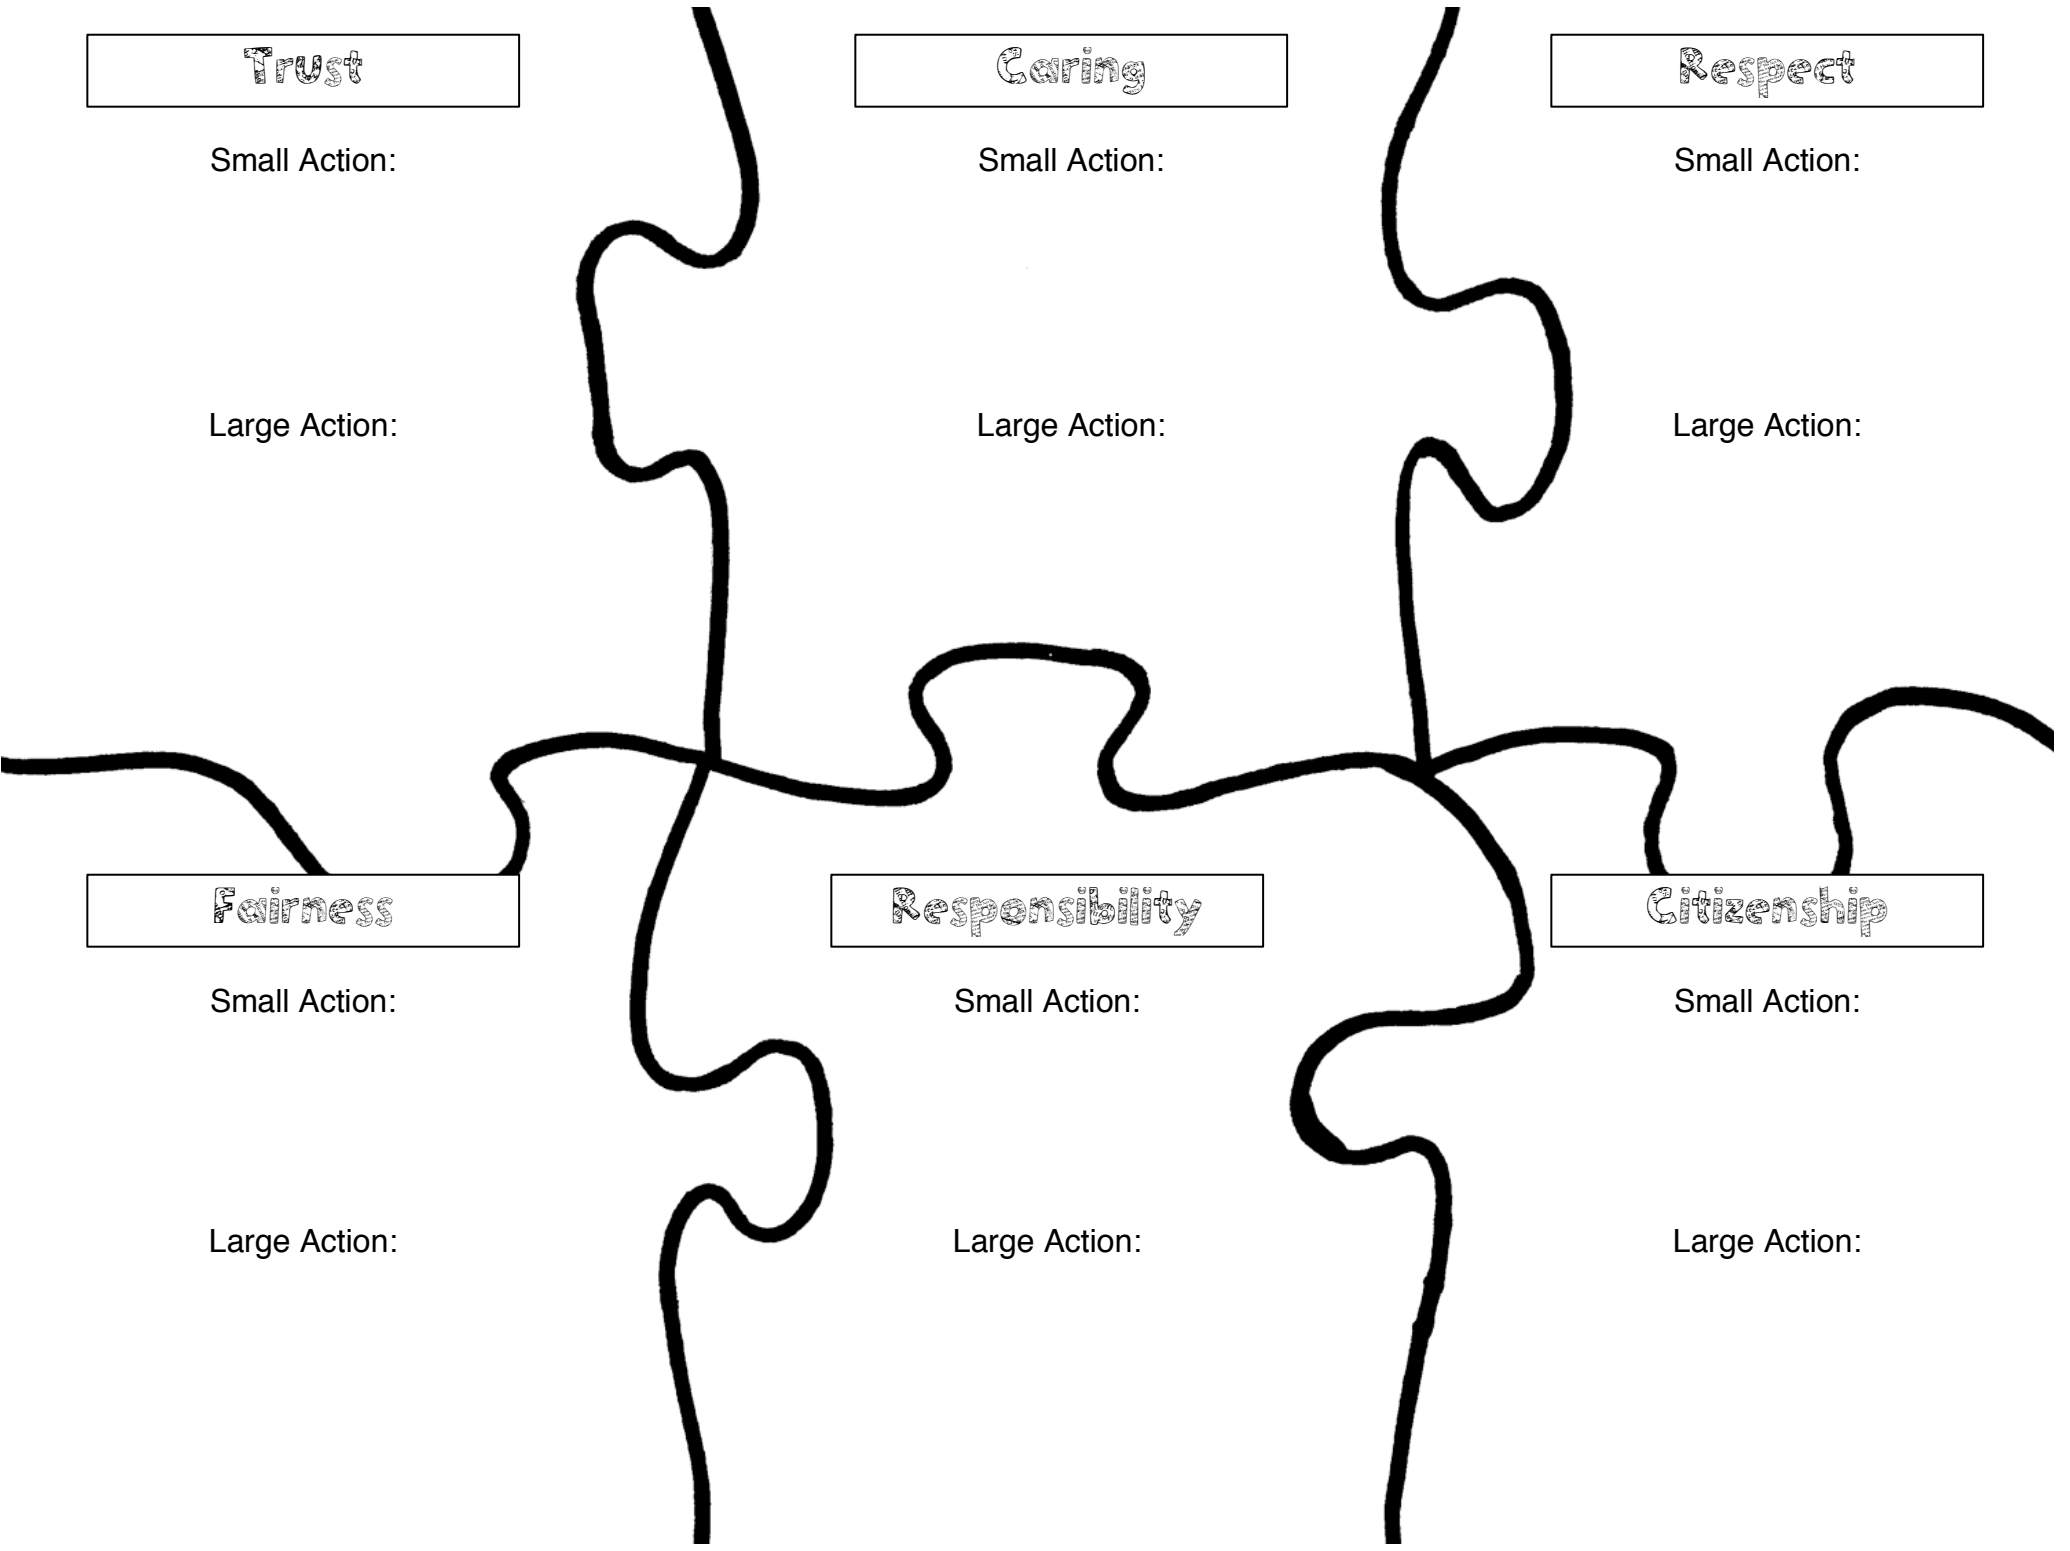 Trust
Small Action:
Large Action:
Caring
Small Action:
Large Action:
Respect
Small Action:
Large Action:
Fairness
Small Action:
Large Action:
Responsibility
Small Action:
Large Action:
Citizenship
Small Action:
Large Action: